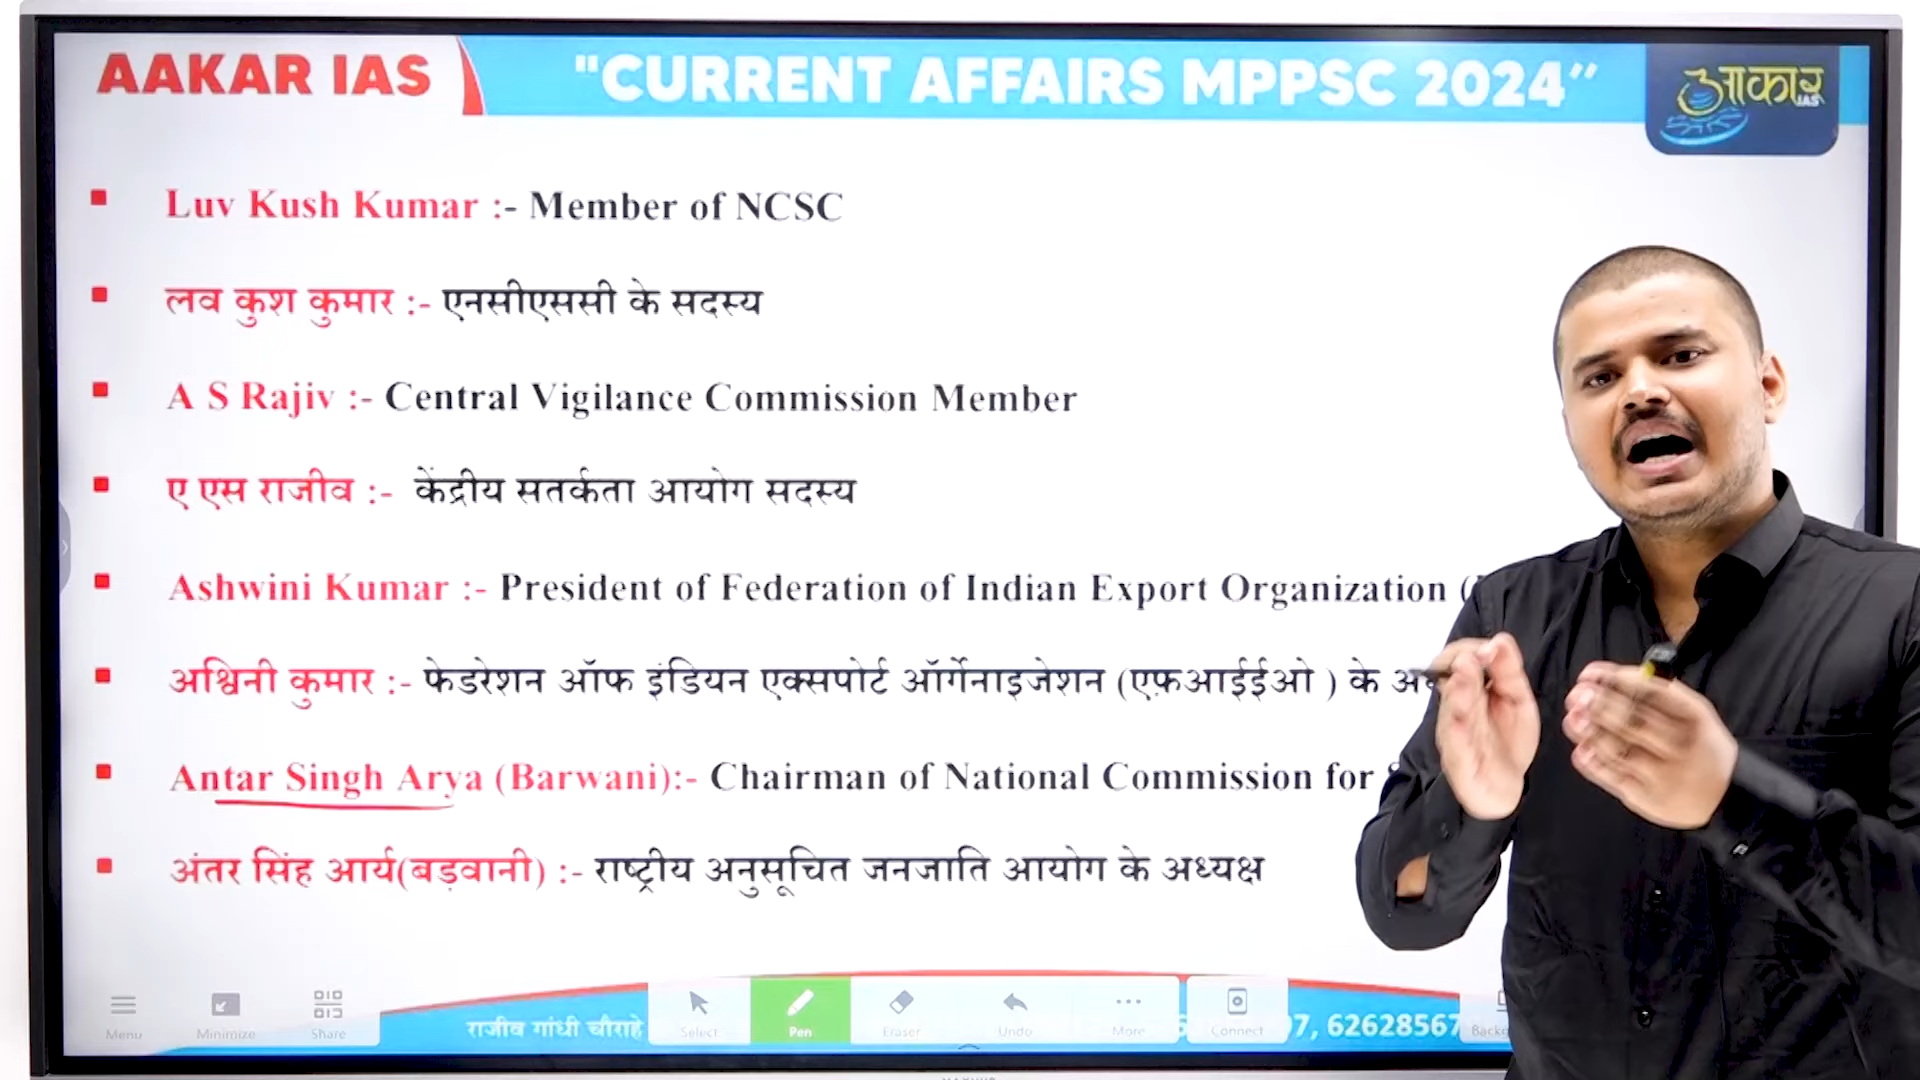 AAKAR IAS
"CURRENT AFFAIRS MPPSC 2024"
आकार
IAS
Luv Kush Kumar :- Member of NCSC
लव कुश कुमार :- एनसीएससी के सदस्य
A S Rajiv :- Central Vigilance Commission Member
ए एस राजीव :- केंद्रीय सतर्कता आयोग सदस्य
Ashwini Kumar :- President of Federation of Indian Export Organization (
अश्विनी कुमार :- फेडरेशन ऑफ इंडियन एक्सपोर्ट ऑर्गेनाइजेशन (एफ़आईईओ ) के
Antar Singh Arya (Barwani):- Chairman of National Commission for
अंतर सिंह आर्य(बड़वानी) :- राष्ट्रीय अनुसूचित जनजाति आयोग के अध्यक्ष
Menu Minimize Share Select Pen Eraser Undo More Connect
राजीव गांधी चौराहे 7, 62628567